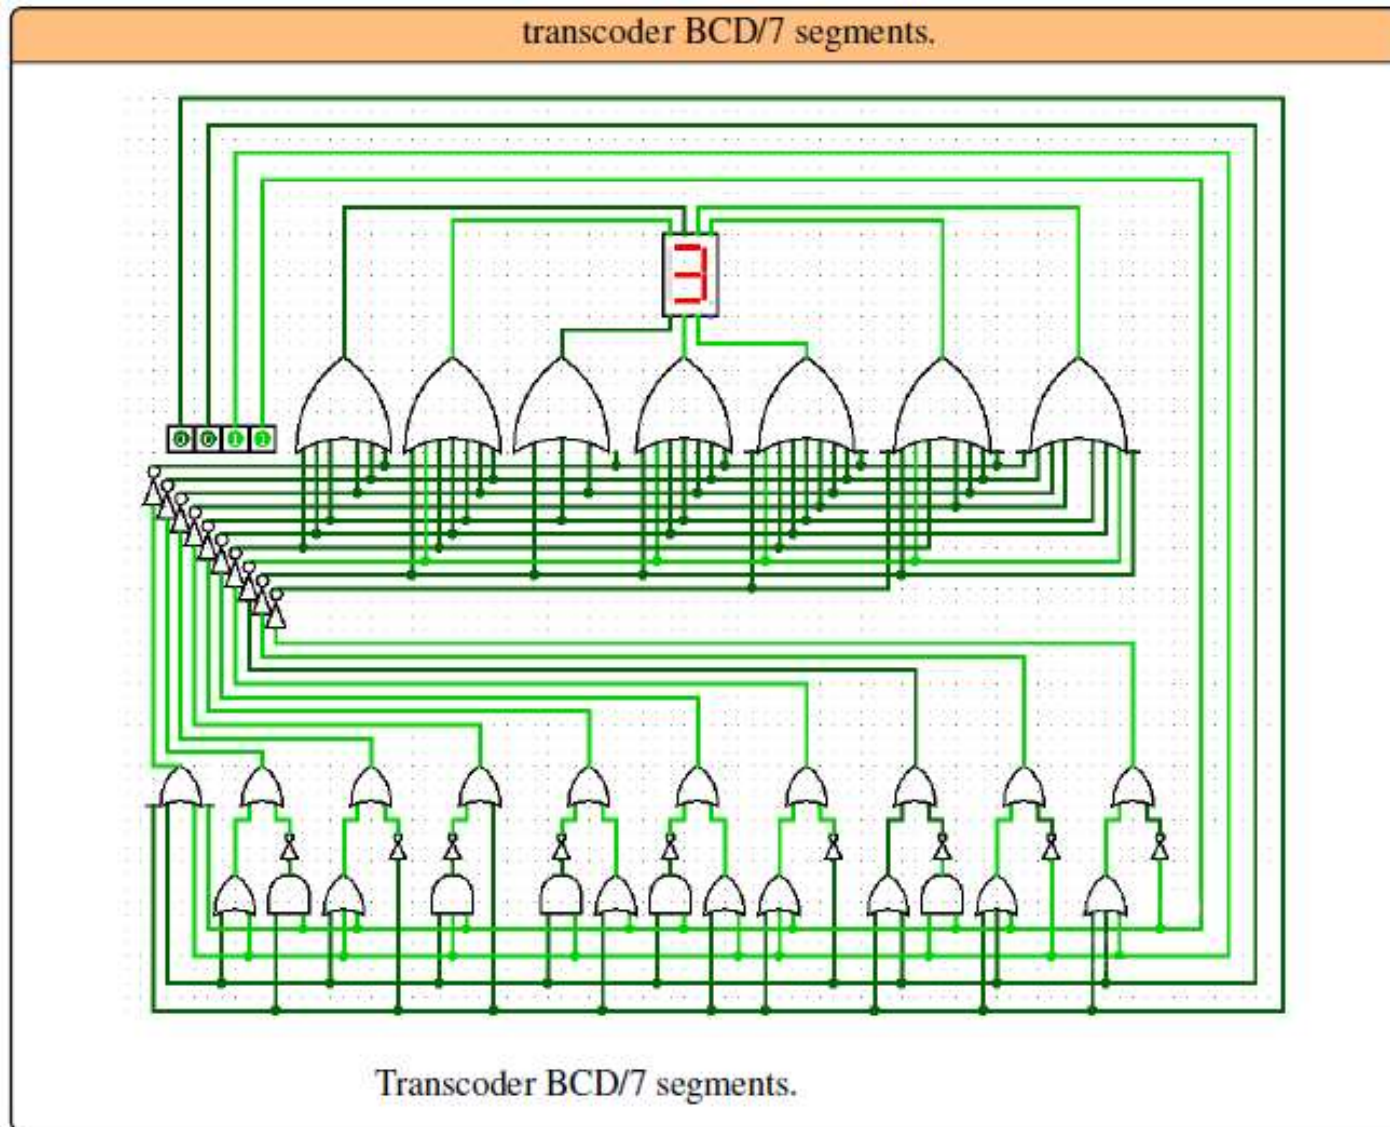 transcoder BCD/7 segments.
0 0 1 1
Transcoder BCD/7 segments.